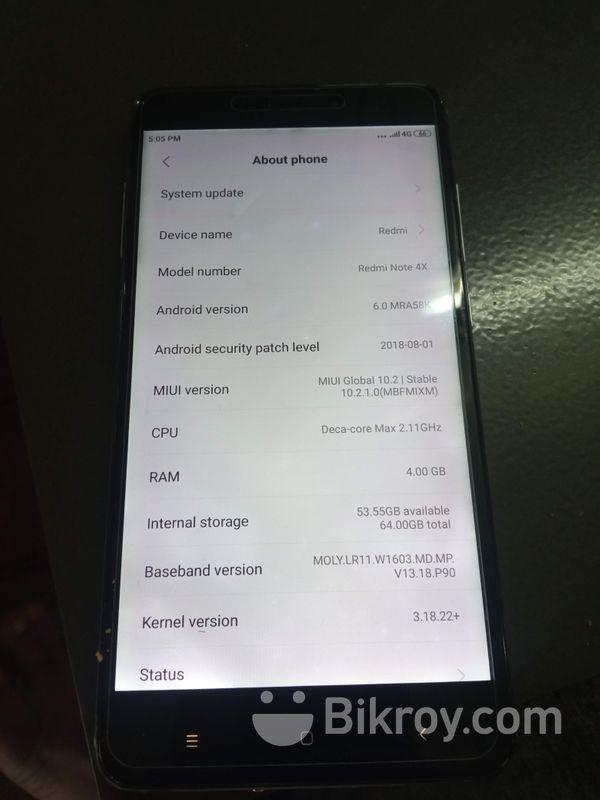 5:05 PM ... 4G 66
About phone
System update
Device name Redmi
Model number Redmi Note 4X
Android version 6.0 MRA58K
Android security patch level 2018-08-01
MIUI version MIUI Global 10.2 | Stable
10.2.1.0(MBFMIXM)
CPU Deca-core Max 2.11GHz
RAM 4.00 GB
Internal storage 53.55GB available
64.00GB total
Baseband version MOLY.LR11.W1603.MD.MP.
V13.18.P90
Kernel version 3.18.22+
Status
Bikroy.com